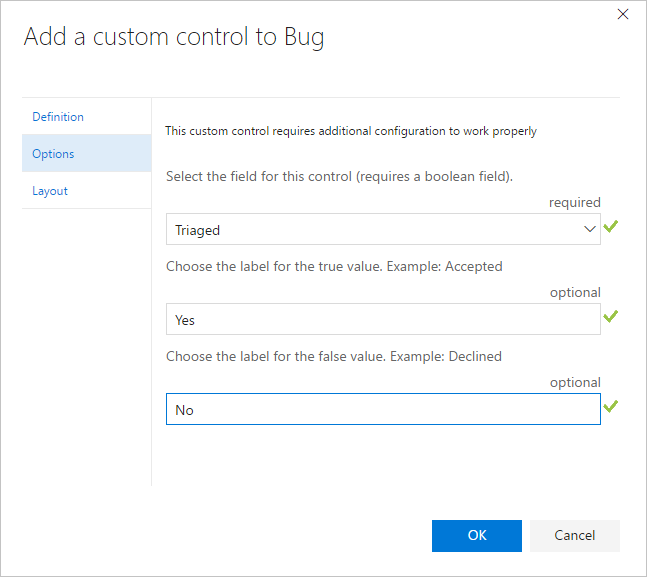 Add a custom control to Bug
Definition
Options
Layout
This custom control requires additional configuration to work properly
Select the field for this control (requires a boolean field).
required
Triaged
Choose the label for the true value. Example: Accepted
optional
Yes
Choose the label for the false value. Example: Declined
optional
No
OK
Cancel